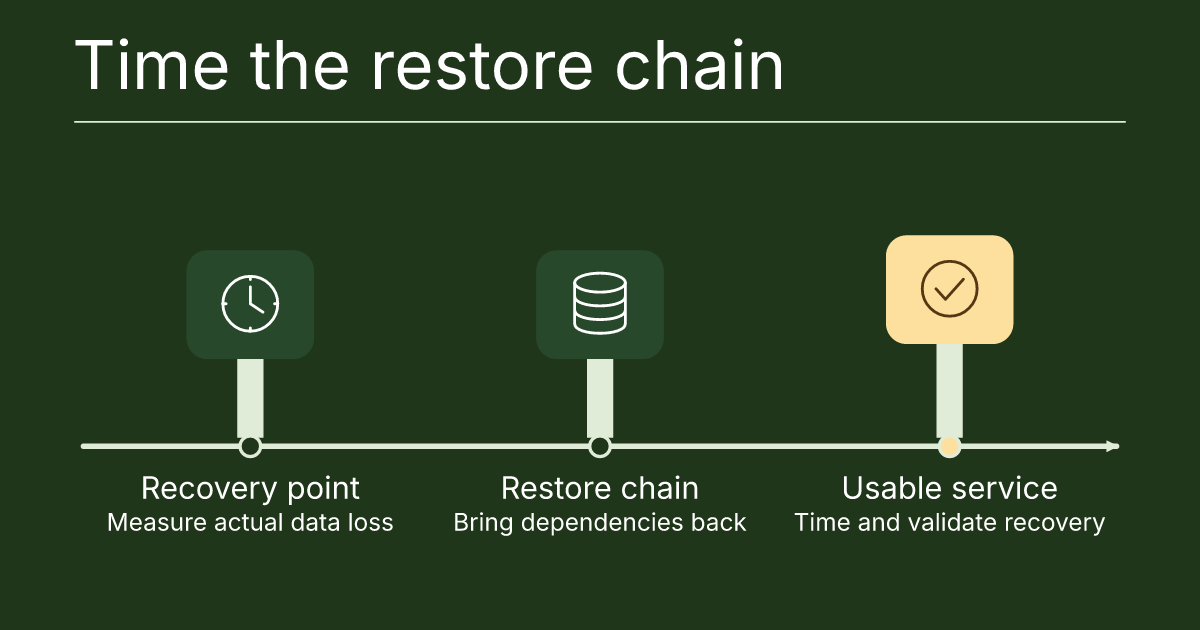 Time the restore chain
Recovery point
Measure actual data loss
Restore chain
Bring dependencies back
Usable service
Time and validate recovery